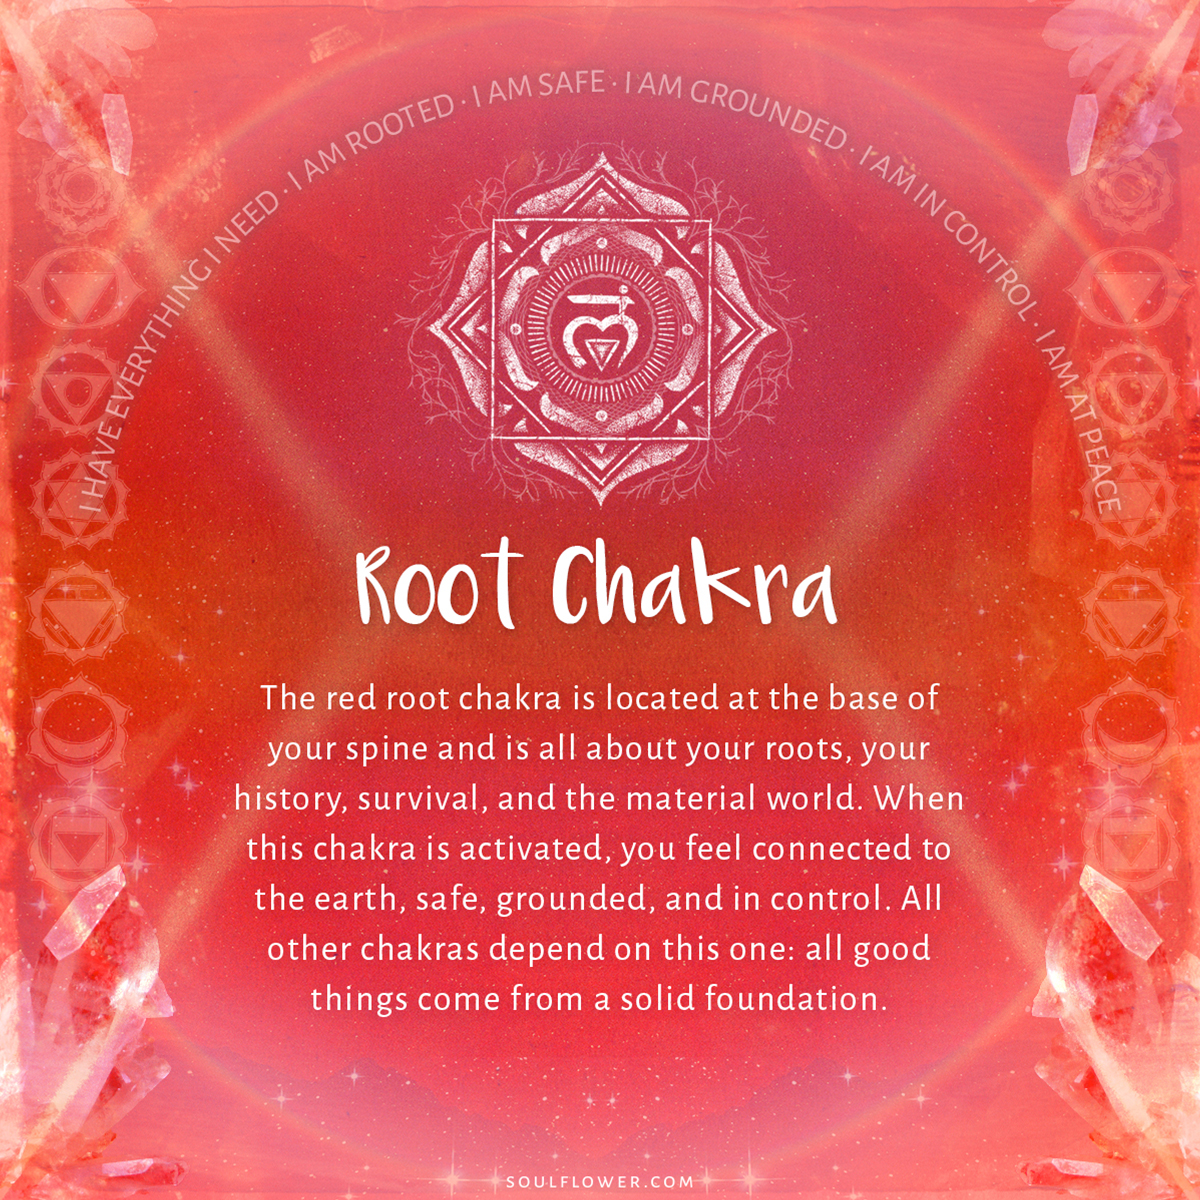 I HAVE EVERYTHING I NEED · I AM ROOTED · I AM SAFE · I AM GROUNDED · I AM IN CONTROL · I AM AT PEACE
Root Chakra
The red root chakra is located at the base of
your spine and is all about your roots, your
history, survival, and the material world. When
this chakra is activated, you feel connected to
the earth, safe, grounded, and in control. All
other chakras depend on this one: all good
things come from a solid foundation.
SOULFLOWER.COM